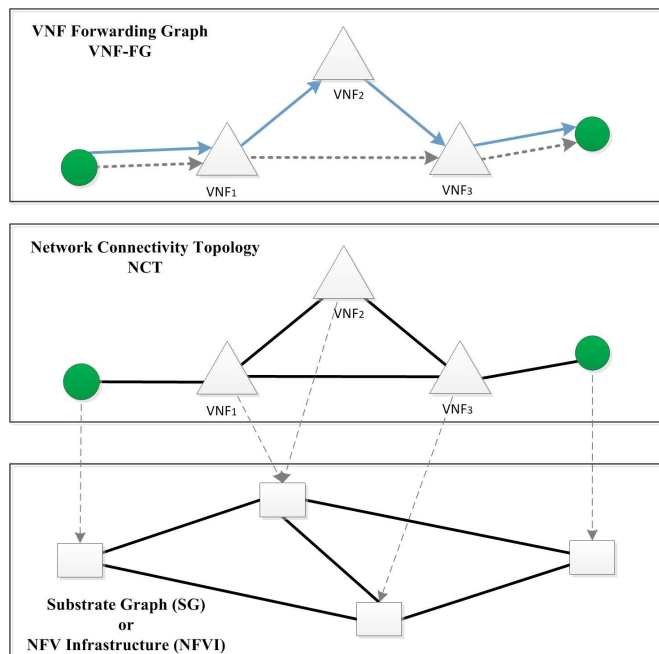 VNF Forwarding Graph
VNF-FG
VNF2
VNF1
VNF3
Network Connectivity Topology
NCT
VNF2
VNF1
VNF3
Substrate Graph (SG)
or
NFV Infrastructure (NFVI)